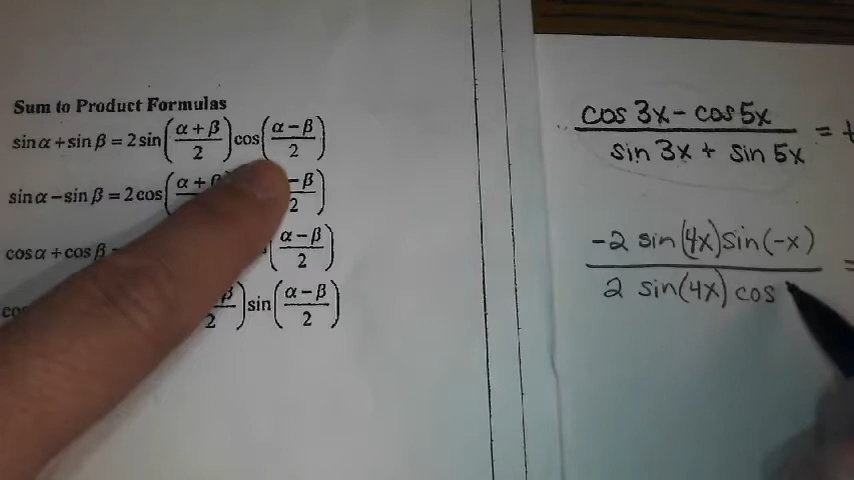 Sum to Product Formulas
sin α + sin β = 2 sin((α + β)/2) cos((α − β)/2)
sin α − sin β = 2 cos((α + β − β)/2)
cos α + cos β (α − β)/2)
β/2) sin((α − β)/2)
(cos 3x − cos 5x)/(sin 3x + sin 5x) =
(−2 sin(4x) sin(−x))/(2 sin(4x) cos =